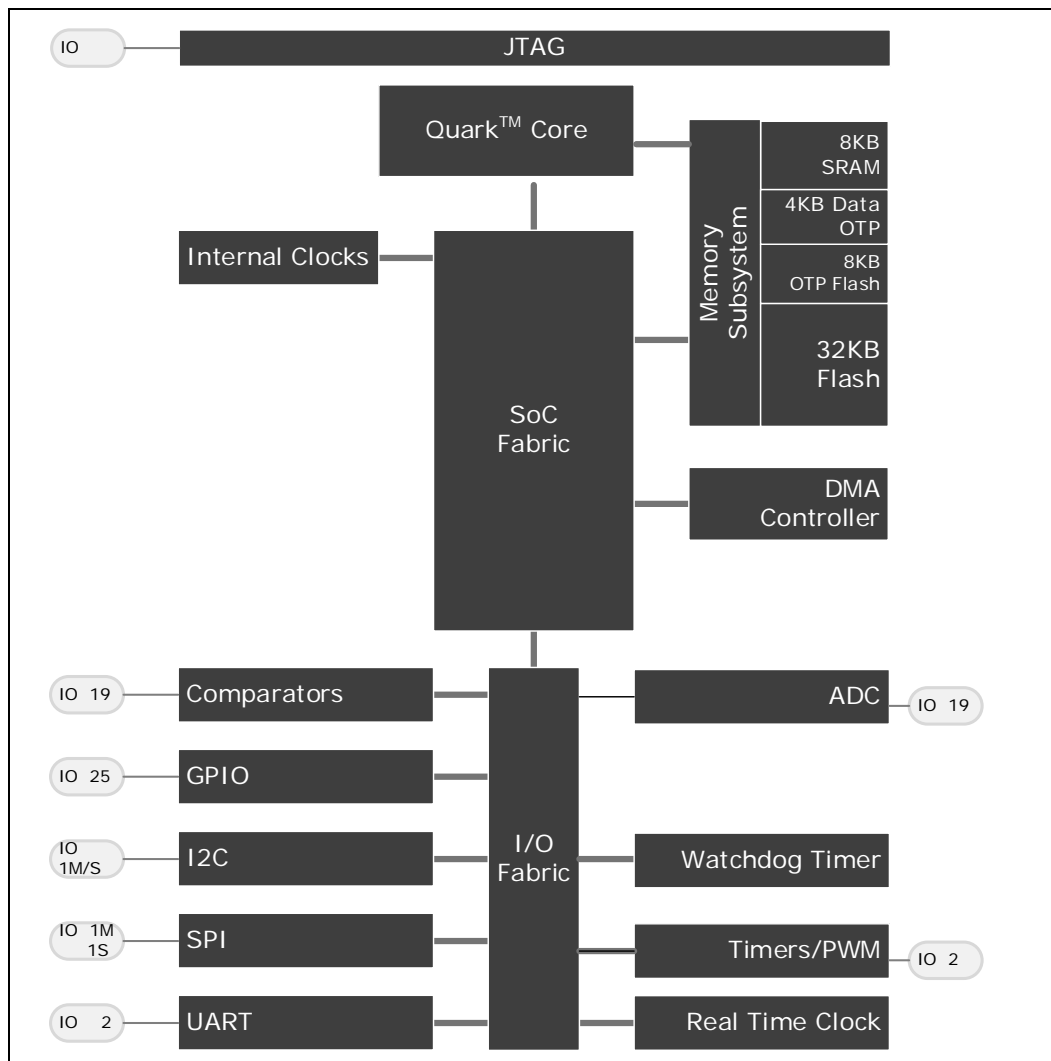 IO
JTAG
Quark™ Core
8KB
SRAM
4KB Data
OTP
8KB
OTP Flash
32KB
Flash
Memory
Subsystem
Internal Clocks
SoC
Fabric
DMA
Controller
IO 19
Comparators
ADC
IO 19
IO 25
GPIO
I/O
Fabric
IO
1M/S
I2C
Watchdog Timer
IO 1M
1S
SPI
Timers/PWM
IO 2
IO 2
UART
Real Time Clock